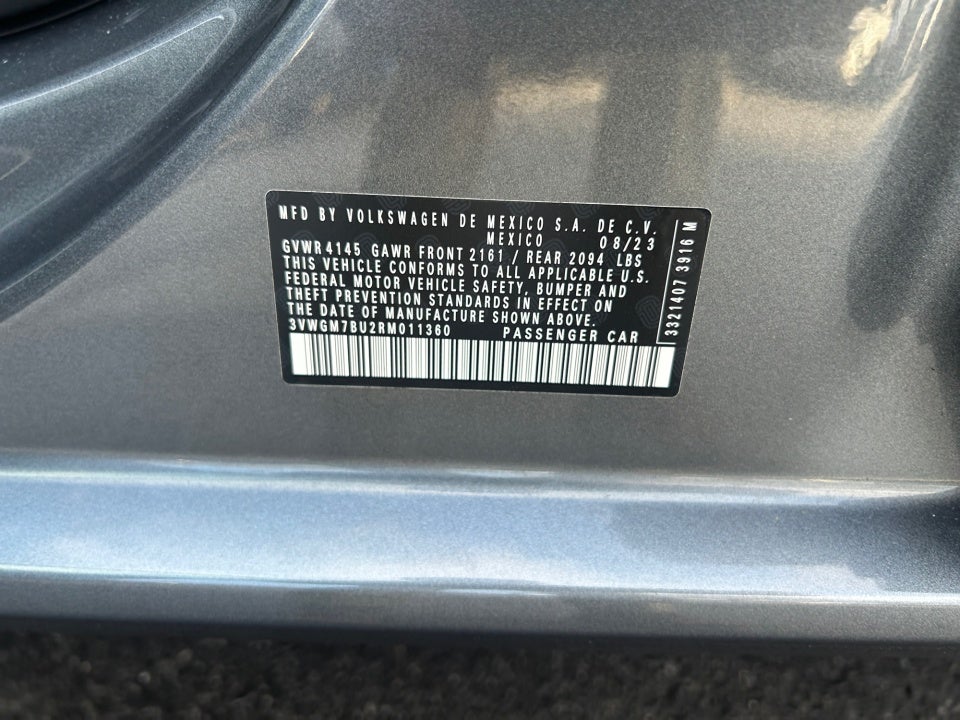 MFD BY VOLKSWAGEN DE MEXICO S.A. DE C.V.
MEXICO 08/23
GVWR 4145 GAWR FRONT 2161 / REAR 2094 LBS
THIS VEHICLE CONFORMS TO ALL APPLICABLE U.S.
FEDERAL MOTOR VEHICLE SAFETY, BUMPER AND
THEFT PREVENTION STANDARDS IN EFFECT ON
THE DATE OF MANUFACTURE SHOWN ABOVE.
3VWGM7BU2RM011360 PASSENGER CAR
3321407 3916 M